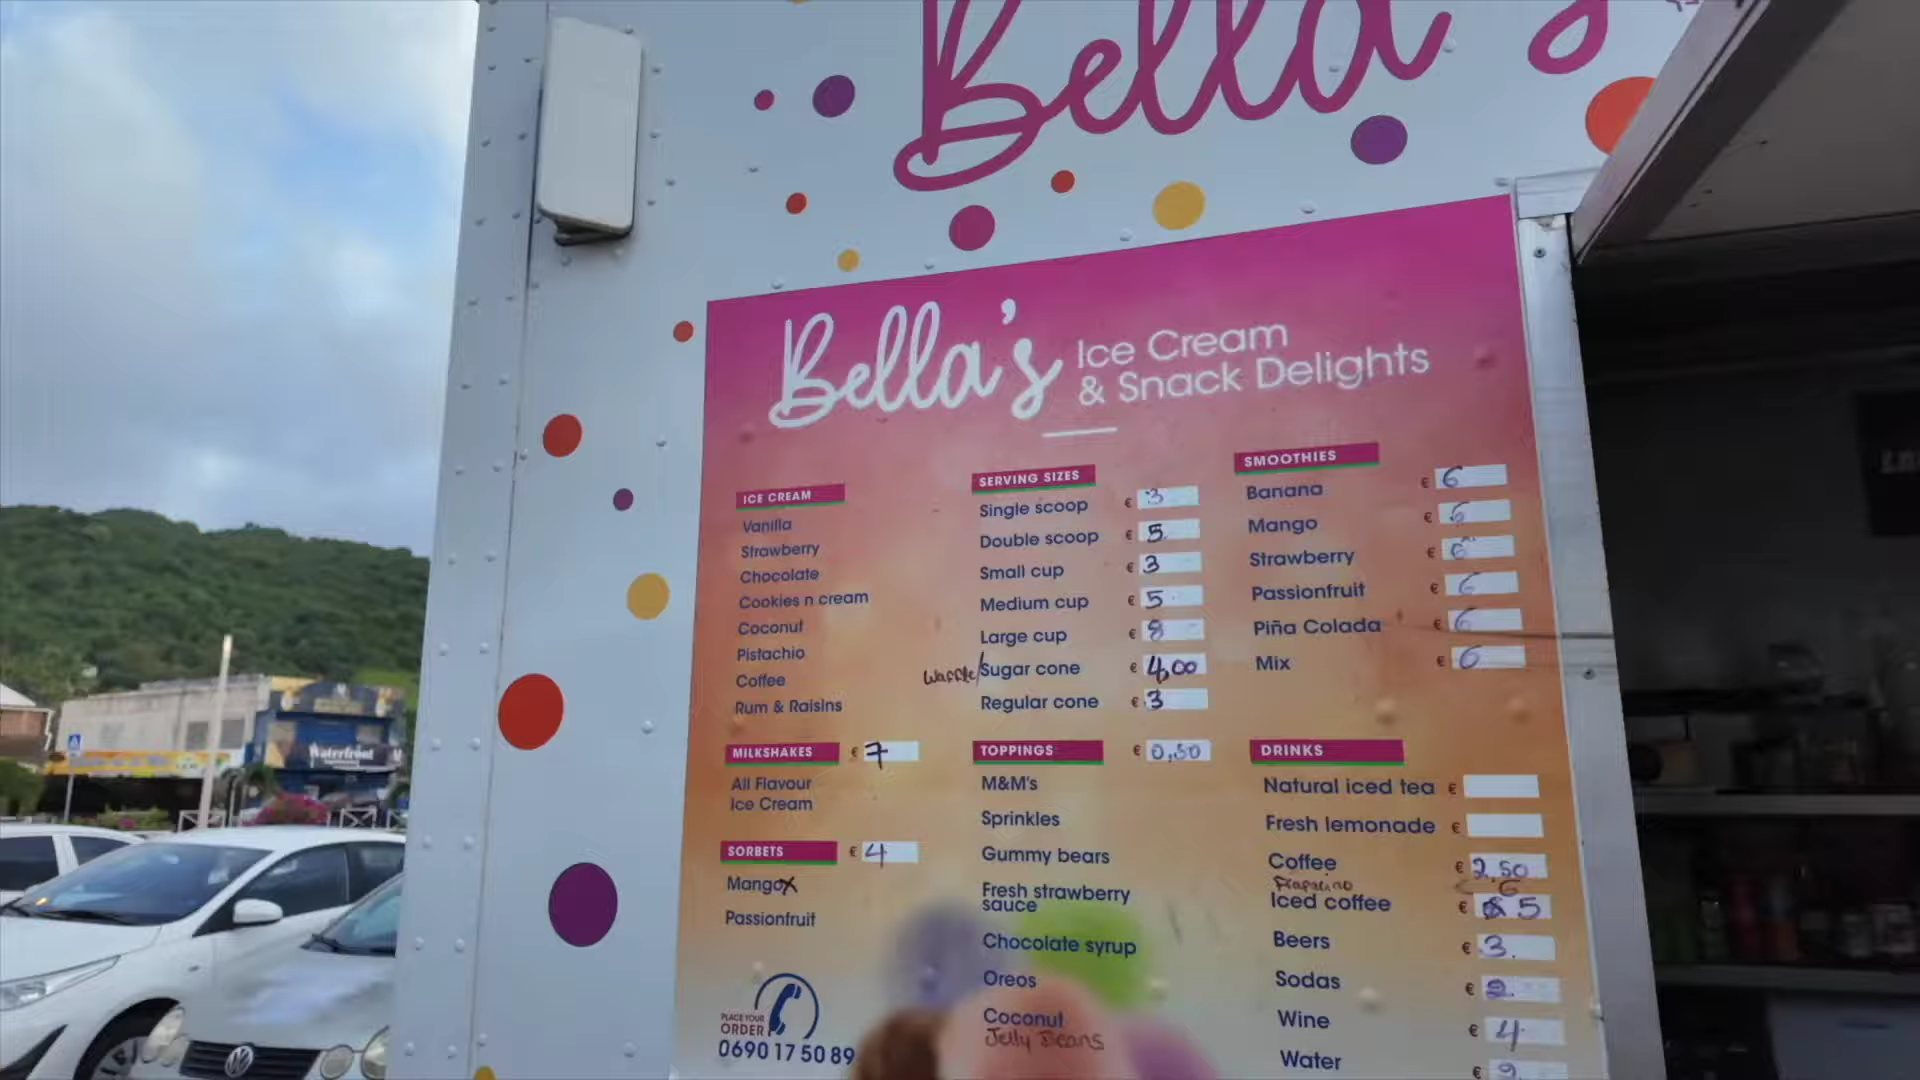 Bella's
Bella's Ice Cream
& Snack Delights
ICE CREAM
Vanilla
Strawberry
Chocolate
Cookies n cream
Coconut
Pistachio
Coffee
Rum & Raisins
MILKSHAKES € 7
All Flavour
Ice Cream
SORBETS € 4
Mango X
Passionfruit
PLACE YOUR
ORDER
0690 17 50 89
SERVING SIZES
Single scoop € 3
Double scoop € 5
Small cup € 3
Medium cup € 5
Large cup € 8
Waffle/Sugar cone € 4,00
Regular cone € 3
TOPPINGS € 0,50
M&M's
Sprinkles
Gummy bears
Fresh strawberry
sauce
Chocolate syrup
Oreos
Coconut
Jelly Beans
SMOOTHIES
Banana € 6
Mango € 6
Strawberry € 6
Passionfruit € 6
Piña Colada € 6
Mix € 6
DRINKS
Natural iced tea €
Fresh lemonade €
Coffee € 2,50
6
Iced coffee € 5
Beers € 3.
Sodas € 2
Wine € 4
Water €
Waterfront